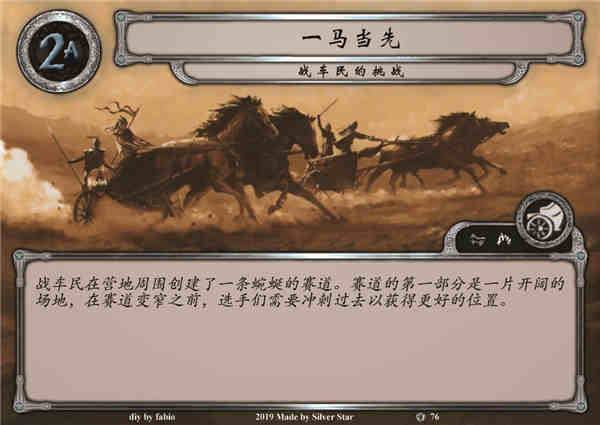 2A
一马当先
战车民的挑战
战车民在营地周围创建了一条蜿蜒的赛道。赛道的第一部分是一片开阔的
场地，在赛道变窄之前，选手们需要冲刺过去以获得更好的位置。
diy by fabio 2019 Made by Silver Star 76